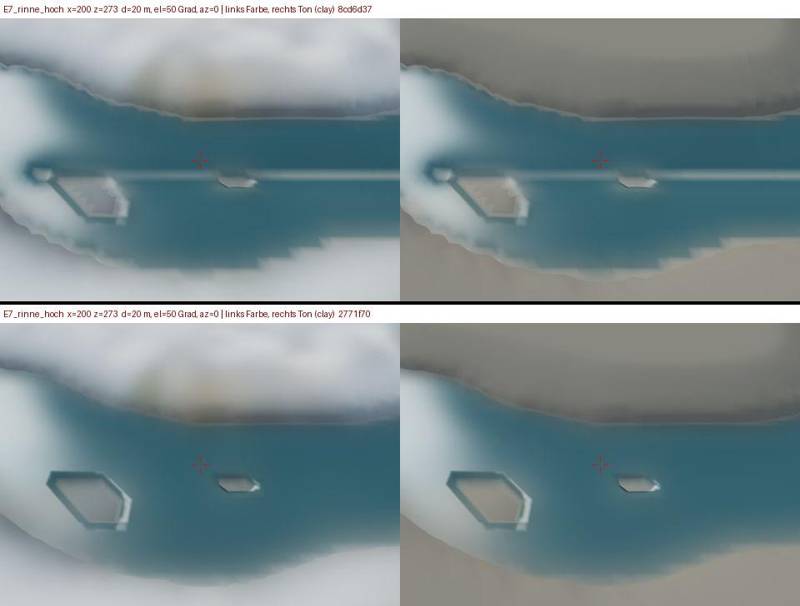 E7_rinne_hoch x=200 z=273 d=20 m, el=50 Grad, az=0 | links Farbe, rechts Ton (clay) 8cd6d37
E7_rinne_hoch x=200 z=273 d=20 m, el=50 Grad, az=0 | links Farbe, rechts Ton (clay) 2771f70